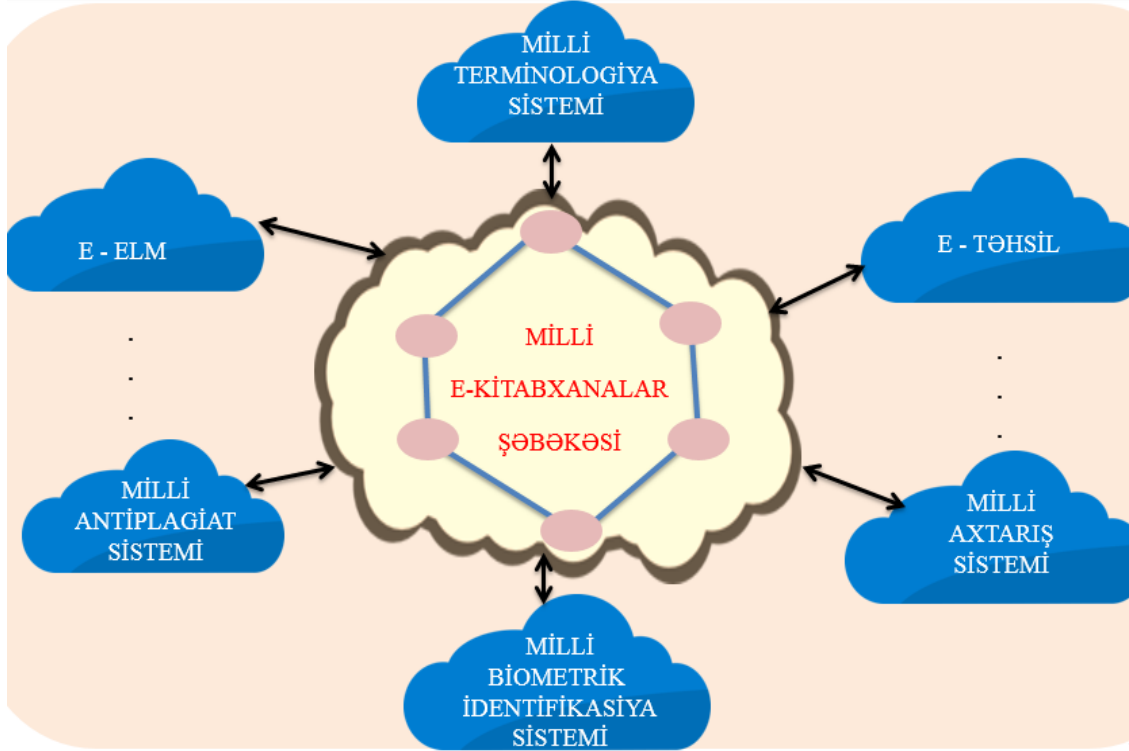 MİLLİ
TERMİNOLOGİYA
SİSTEMİ
E - ELM
E - TƏHSİL
MİLLİ
E-KİTABXANALAR
ŞƏBƏKƏSİ
MİLLİ
ANTİPLAGİAT
SİSTEMİ
MİLLİ
AXTARIŞ
SİSTEMİ
MİLLİ
BİOMETRİK
İDENTİFİKASİYA
SİSTEMİ